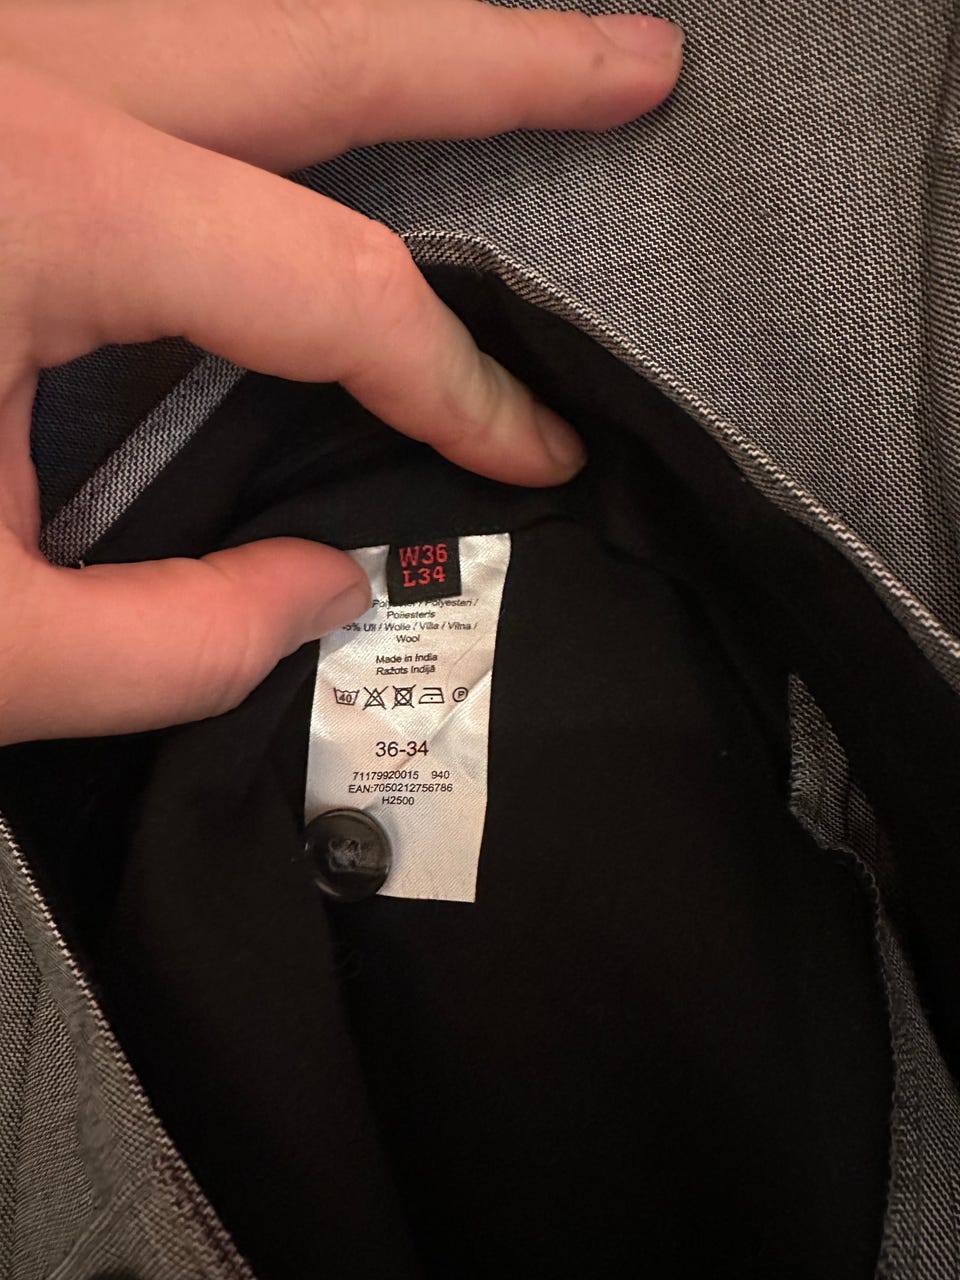 W36
L34
/ Polyesteri /
Poliesteris
Ull / Wolle / Villa / Vilna /
Wool
Made in India
Ražots Indijā
40
P
36-34
71179920015 940
EAN:7050212756786
H2500